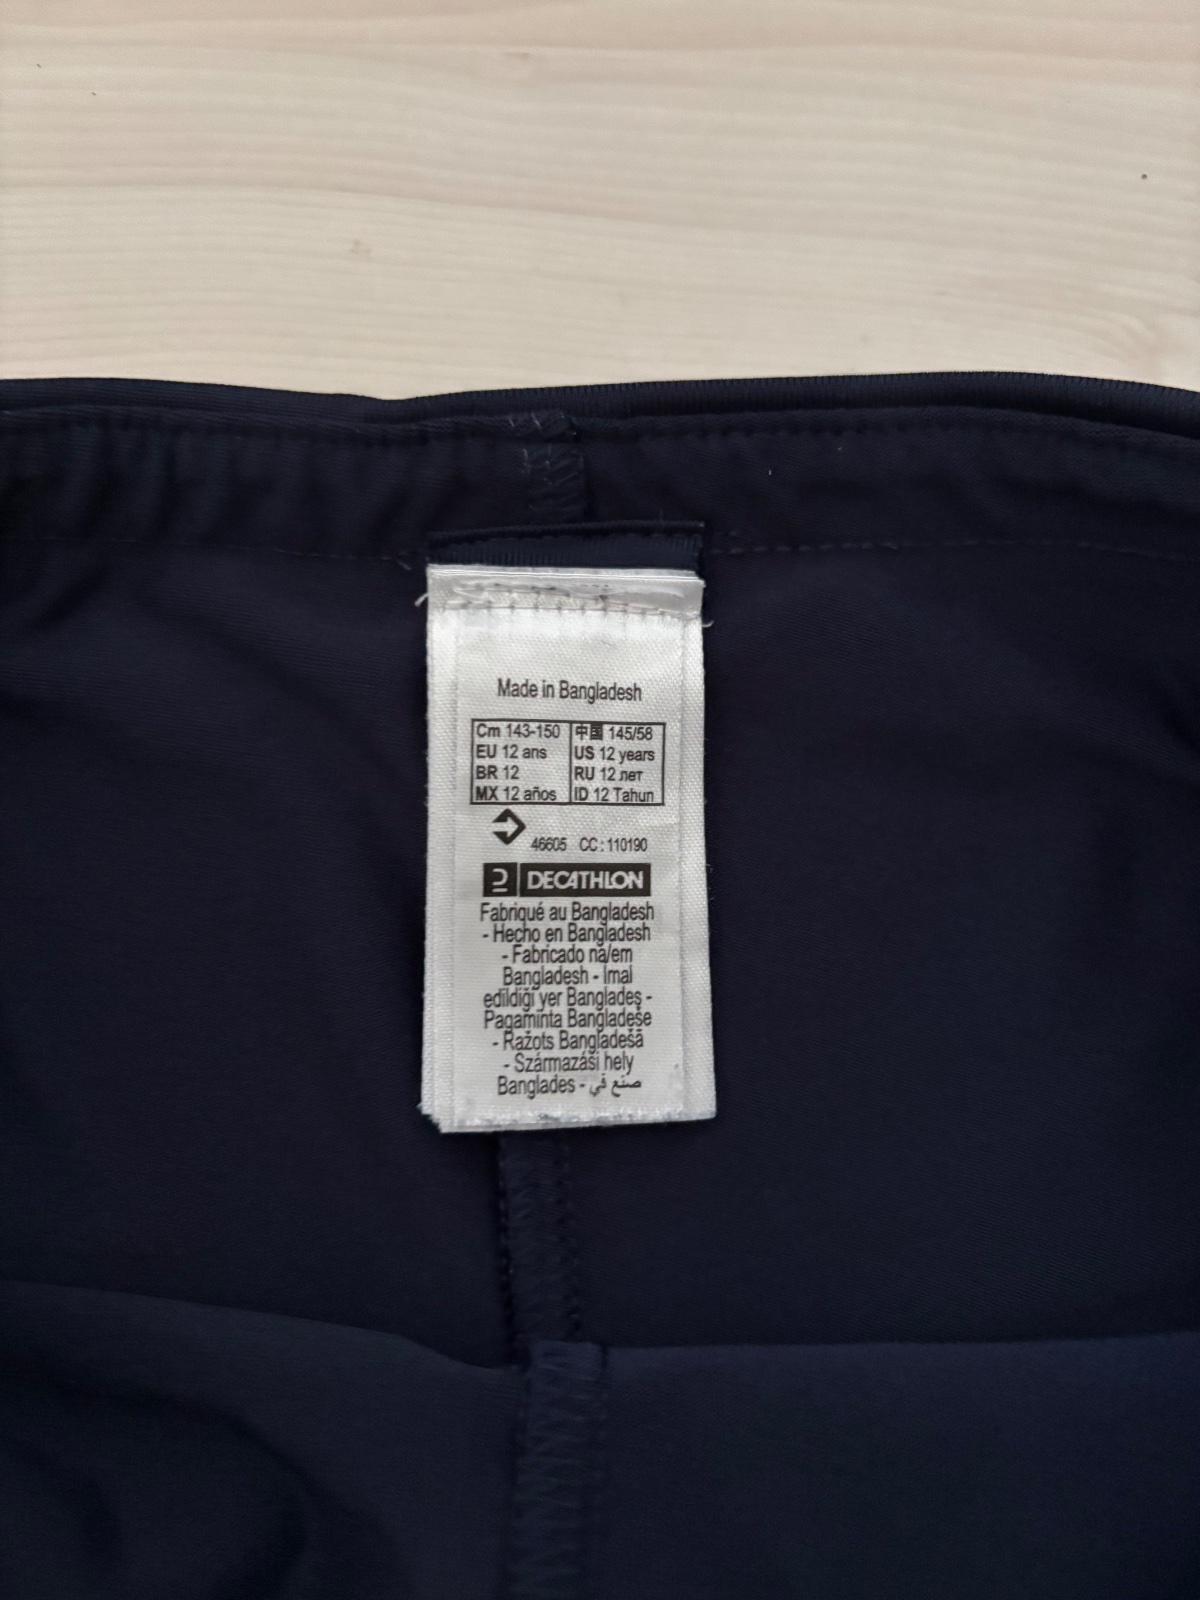 Made in Bangladesh
Cm 143-150 中国 145/58
EU 12 ans US 12 years
BR 12 RU 12 лет
MX 12 años ID 12 Tahun
46605 CC : 110190
DECATHLON
Fabriqué au Bangladesh
- Hecho en Bangladesh
- Fabricado na/em
Bangladesh - İmal
edildiği yer Bangladeş -
Pagaminta Bangladeše
- Ražots Bangladešā
- Származási hely
Banglades - صنع في